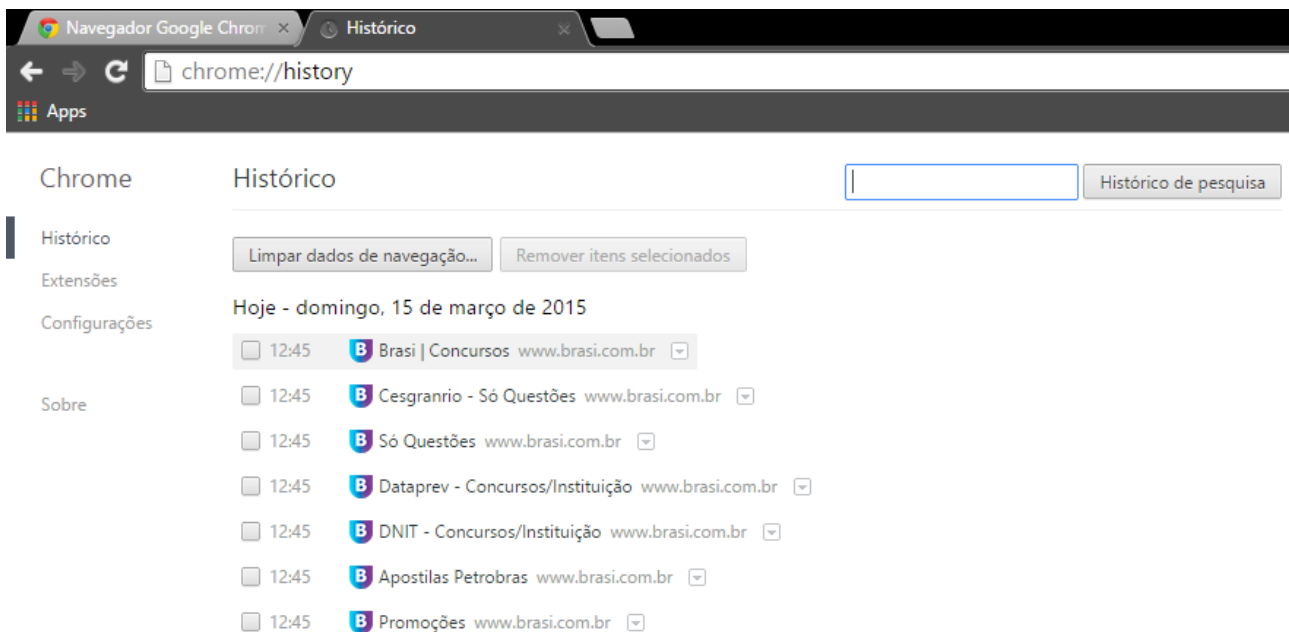 Navegador Google Chrom
Histórico
chrome://history
Apps
Chrome
Histórico
Extensões
Configurações
Sobre
Histórico
Histórico de pesquisa
Limpar dados de navegação...
Remover itens selecionados
Hoje - domingo, 15 de março de 2015
12:45 B Brasi | Concursos www.brasi.com.br
12:45 B Cesgranrio - Só Questões www.brasi.com.br
12:45 B Só Questões www.brasi.com.br
12:45 B Dataprev - Concursos/Instituição www.brasi.com.br
12:45 B DNIT - Concursos/Instituição www.brasi.com.br
12:45 B Apostilas Petrobras www.brasi.com.br
12:45 B Promoções www.brasi.com.br